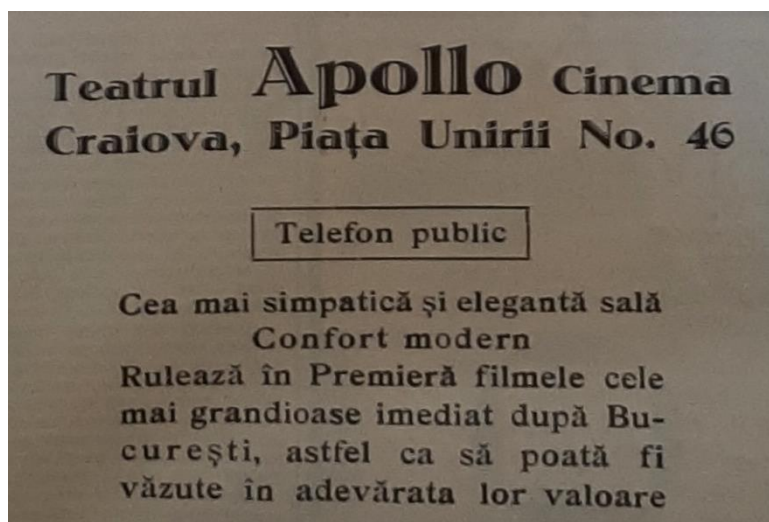 Teatrul Apollo Cinema
Craiova, Piața Unirii No. 46
Telefon public
Cea mai simpatică și elegantă sală
Confort modern
Rulează în Premieră filmele cele
mai grandioase imediat după Bu-
curești, astfel ca să poată fi
văzute în adevărata lor valoare